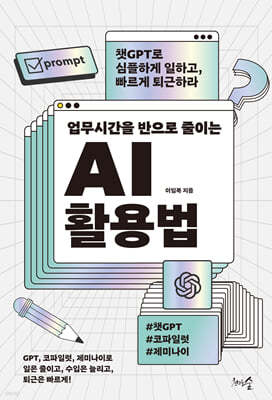 prompt
챗GPT로
심플하게 일하고,
빠르게 퇴근하라
업무시간을 반으로 줄이는
AI
활용법
이임복 지음
#챗GPT
#코파일럿
#제미나이
GPT, 코파일럿, 제미나이로
일은 줄이고, 수입은 늘리고,
퇴근은 빠르게!